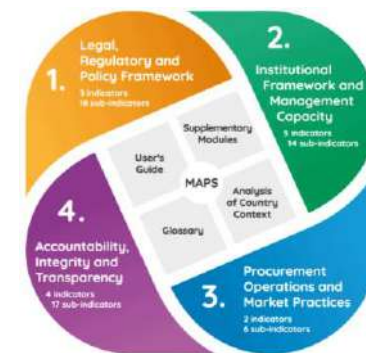 1.
Legal,
Regulatory and
Policy Framework
3 indicators
18 sub-indicators
2.
Institutional
Framework and
Management
Capacity
5 indicators
14 sub-indicators
Supplementary
Modules
User's
Guide
MAPS
Analysis
of Country
Context
Glossary
4.
Accountability,
Integrity and
Transparency
4 indicators
17 sub-indicators
3.
Procurement
Operations and
Market Practices
2 indicators
6 sub-indicators